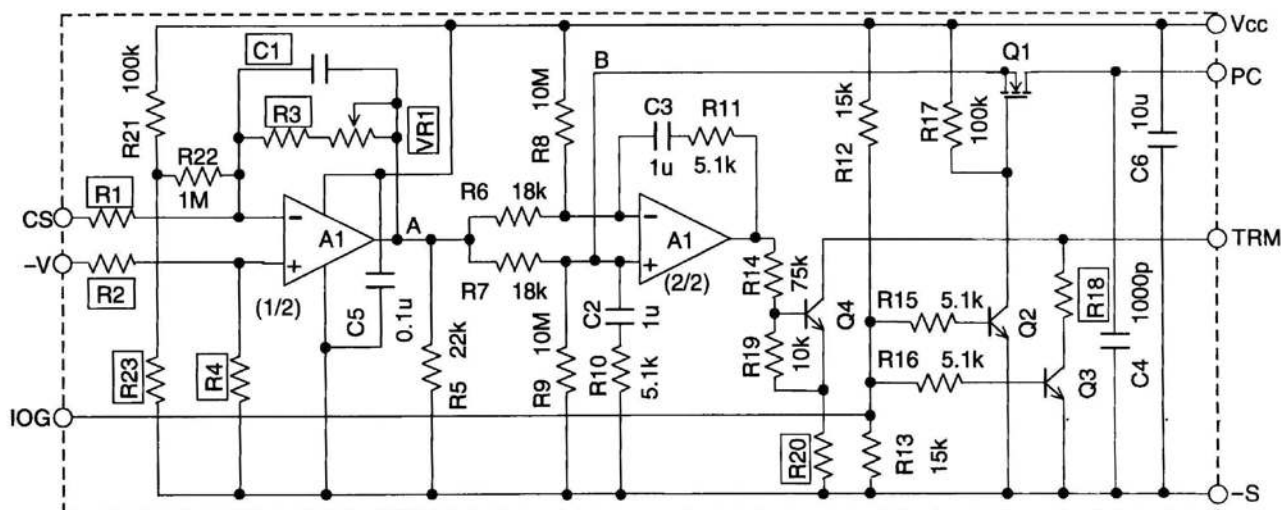 Vcc
C1
B
Q1
PC
100k
R21
R3
VR1
10M
R8
C3
R11
1u
5.1k
15k
R12
R17
100k
10u
C6
R22
1M
R1
CS
−
A1
+
(1/2)
A
R6
18k
−
A1
+
(2/2)
TRM
-V
R2
R7
18k
C5
0.1u
R14
75k
Q4
R15
5.1k
Q2
R18
1000p
C4
R23
R4
22k
R5
10M
R9
C2
1u
R10
5.1k
R19
10k
R16
5.1k
Q3
IOG
R20
R13
15k
-S